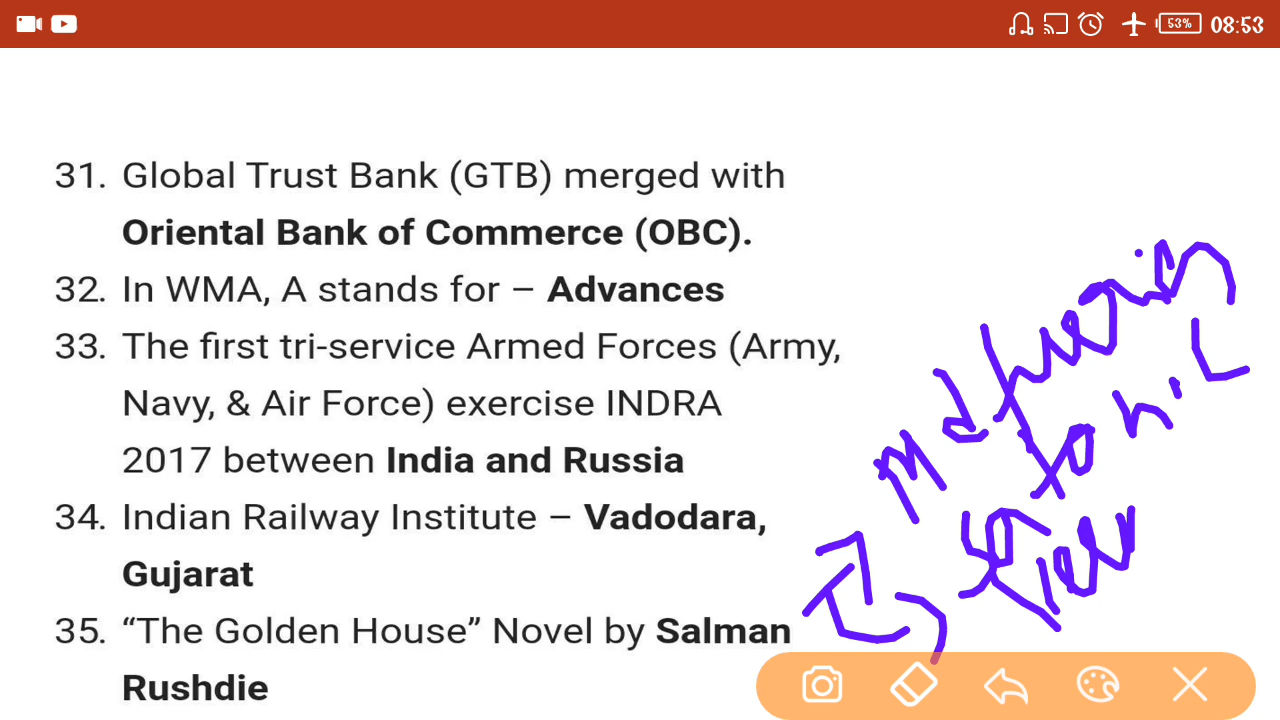 53% 08:53
31. Global Trust Bank (GTB) merged with
Oriental Bank of Commerce (OBC).
32. In WMA, A stands for – Advances
33. The first tri-service Armed Forces (Army,
Navy, & Air Force) exercise INDRA
2017 between India and Russia
34. Indian Railway Institute – Vadodara,
Gujarat
35. “The Golden House” Novel by Salman
Rushdie